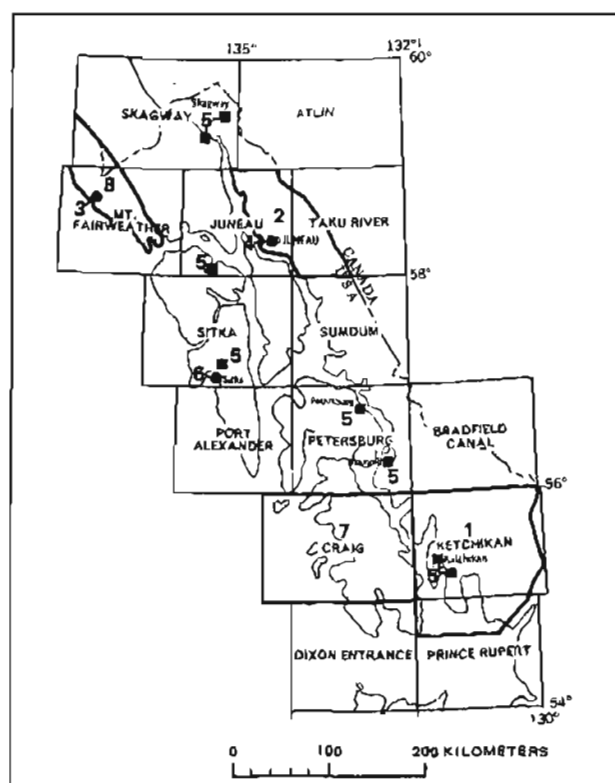 135° 132°
60°
Skagway
SKAGWAY 5 ATLIN
8
3 MT. FAIRWEATHER JUNEAU 2 JUNEAU TAKU RIVER
CANADA
USA
5 58°
SITKA SUMDUM
5
6 Sitka
PORT ALEXANDER Petersburg 5 PETERSBURG BRADFIELD CANAL
5
56°
7 1
CRAIG KETCHIKAN
Ketchikan
5
DIXON ENTRANCE PRINCE RUPERT
54°
130°
0 100 200 KILOMETERS